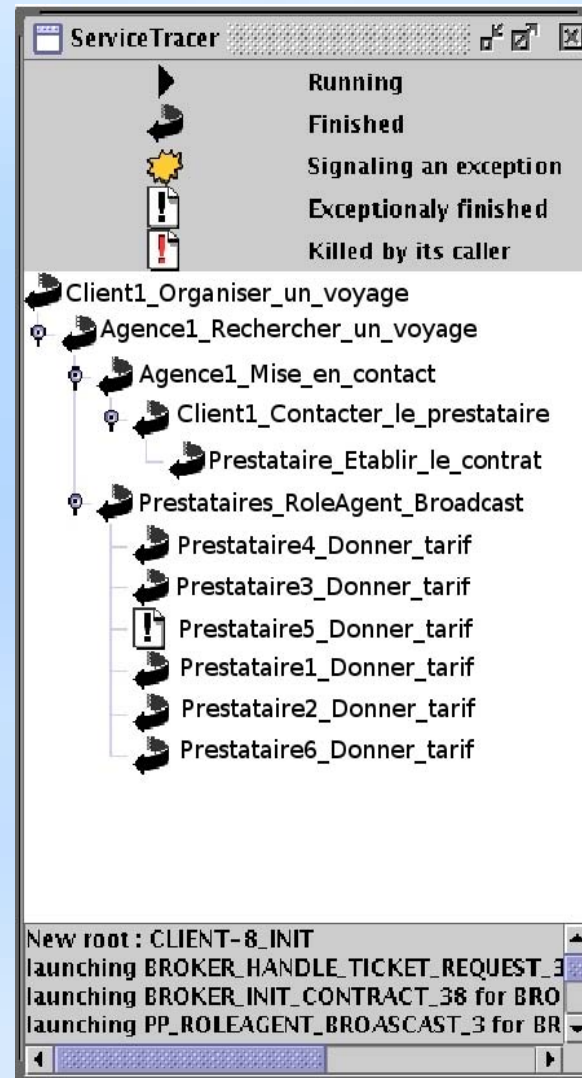 ServiceTracer
Running
Finished
Signaling an exception
Exceptionaly finished
Killed by its caller
Client1_Organiser_un_voyage
Agence1_Rechercher_un_voyage
Agence1_Mise_en_contact
Client1_Contacter_le_prestataire
Prestataire_Etablir_le_contrat
Prestataires_RoleAgent_Broadcast
Prestataire4_Donner_tarif
Prestataire3_Donner_tarif
Prestataire5_Donner_tarif
Prestataire1_Donner_tarif
Prestataire2_Donner_tarif
Prestataire6_Donner_tarif
New root : CLIENT-8_INIT
launching BROKER_HANDLE_TICKET_REQUEST_3
launching BROKER_INIT_CONTRACT_38 for BRO
launching PP_ROLEAGENT_BROASCAST_3 for BR